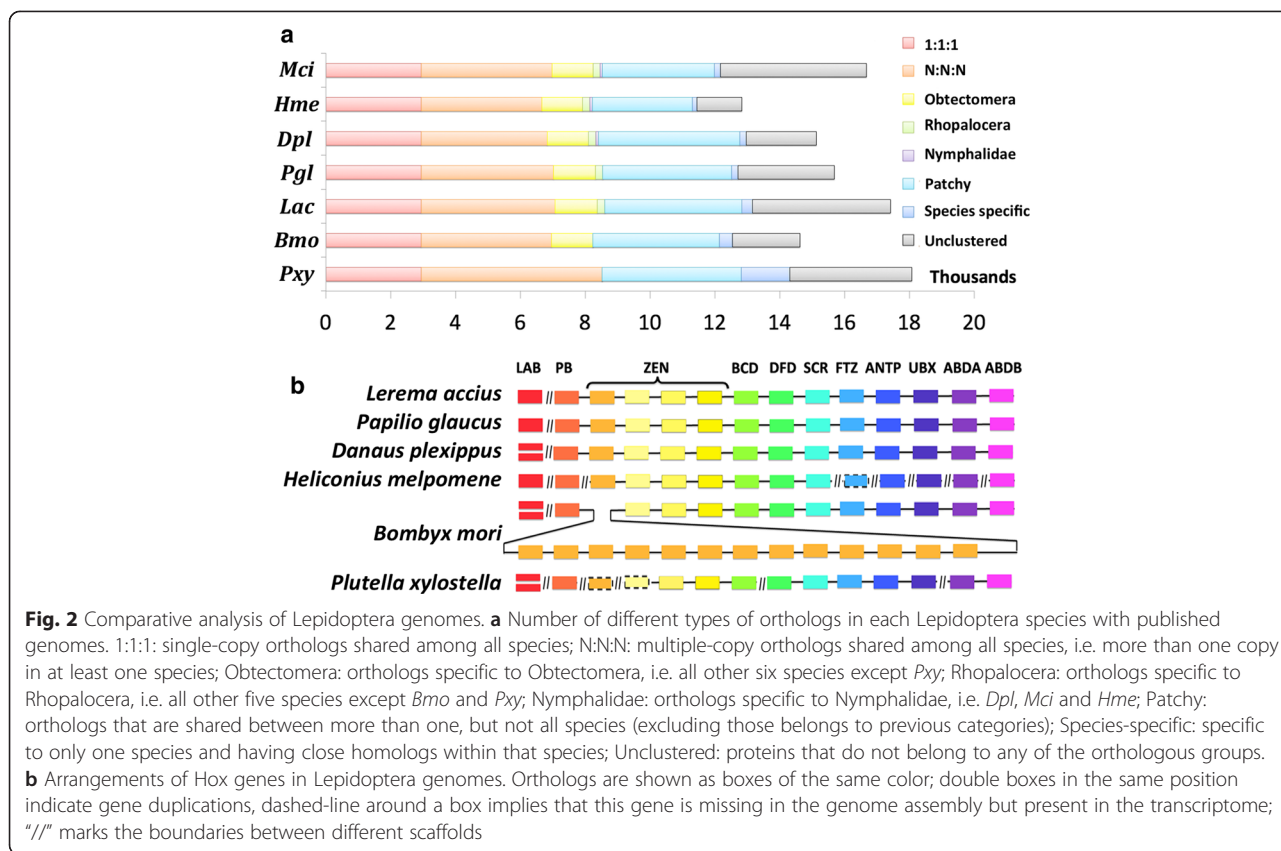 a
Mci
Hme
Dpl
Pgl
Lac
Bmo
Pxy
1:1:1
N:N:N
Obtectomera
Rhopalocera
Nymphalidae
Patchy
Species specific
Unclustered
Thousands
0 2 4 6 8 10 12 14 16 18 20
b
LAB PB ZEN BCD DFD SCR FTZ ANTP UBX ABDA ABDB
Lerema accius //
Papilio glaucus //
Danaus plexippus //
Heliconius melpomene // // // // // // //
//
Bombyx mori
Plutella xylostella // // // // //
Fig. 2 Comparative analysis of Lepidoptera genomes. a Number of different types of orthologs in each Lepidoptera species with published
genomes. 1:1:1: single-copy orthologs shared among all species; N:N:N: multiple-copy orthologs shared among all species, i.e. more than one copy
in at least one species; Obtectomera: orthologs specific to Obtectomera, i.e. all other six species except Pxy; Rhopalocera: orthologs specific to
Rhopalocera, i.e. all other five species except Bmo and Pxy; Nymphalidae: orthologs specific to Nymphalidae, i.e. Dpl, Mci and Hme; Patchy:
orthologs that are shared between more than one, but not all species (excluding those belongs to previous categories); Species-specific: specific
to only one species and having close homologs within that species; Unclustered: proteins that do not belong to any of the orthologous groups.
b Arrangements of Hox genes in Lepidoptera genomes. Orthologs are shown as boxes of the same color; double boxes in the same position
indicate gene duplications, dashed-line around a box implies that this gene is missing in the genome assembly but present in the transcriptome;
“//” marks the boundaries between different scaffolds